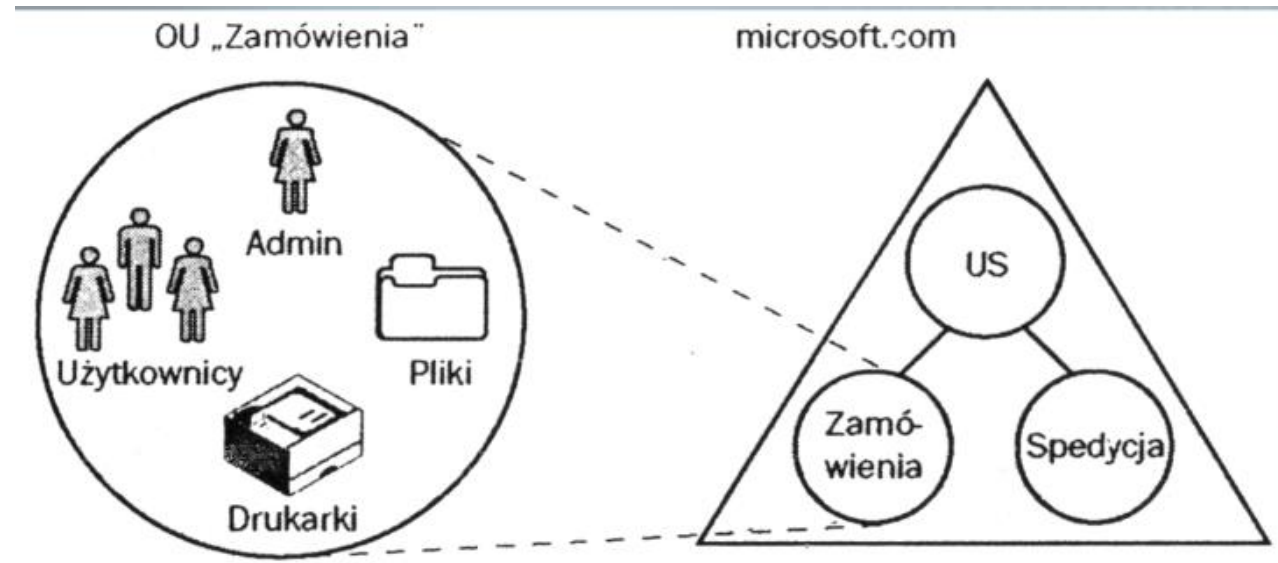 OU „Zamówienia"
microsoft.com
Admin
Użytkownicy
Pliki
Drukarki
US
Zamó-
wienia
Spedycja